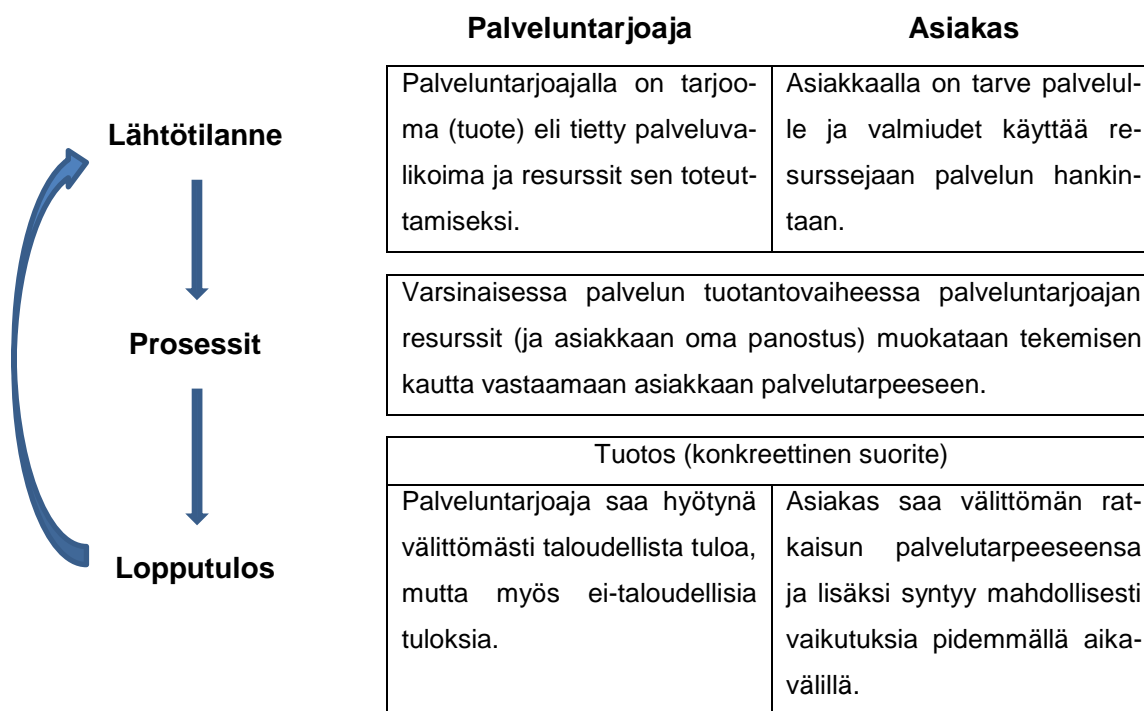 Palveluntarjoaja
Asiakas
Lähtötilanne
Palveluntarjoajalla on tarjoo-
ma (tuote) eli tietty palveluva-
likoima ja resurssit sen toteut-
tamiseksi.
Asiakkaalla on tarve palvelul-
le ja valmiudet käyttää re-
surssejaan palvelun hankin-
taan.
Prosessit
Varsinaisessa palvelun tuotantovaiheessa palveluntarjoajan
resurssit (ja asiakkaan oma panostus) muokataan tekemisen
kautta vastaamaan asiakkaan palvelutarpeeseen.
Lopputulos
Tuotos (konkreettinen suorite)
Palveluntarjoaja saa hyötynä
välittömästi taloudellista tuloa,
mutta myös ei-taloudellisia
tuloksia.
Asiakas saa välittömän rat-
kaisun palvelutarpeeseensa
ja lisäksi syntyy mahdollisesti
vaikutuksia pidemmällä aika-
välillä.